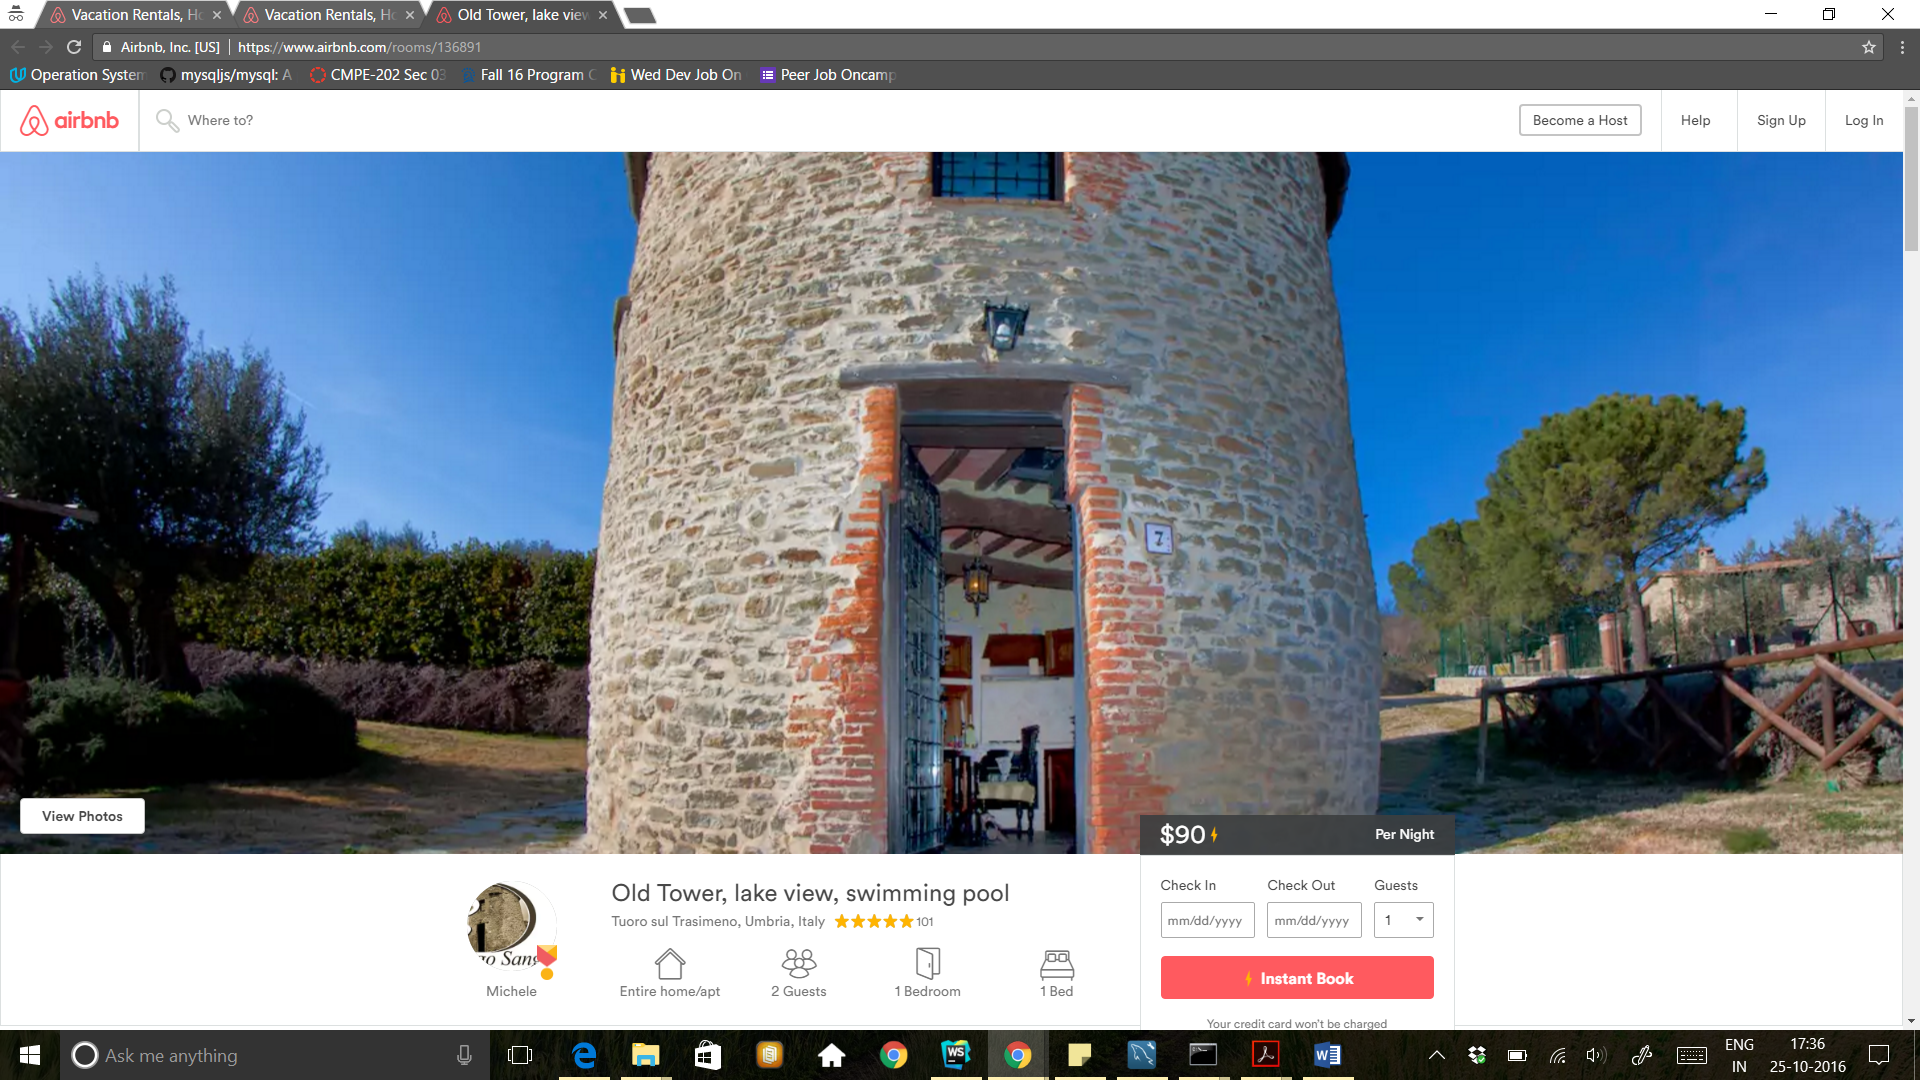 Vacation Rentals, Ho
Vacation Rentals, Ho
Old Tower, lake view
Airbnb, Inc. [US]
https://www.airbnb.com/rooms/136891
Operation System
mysqljs/mysql: A
CMPE-202 Sec 03
Fall 16 Program C
Wed Dev Job On
Peer Job Oncamp
airbnb
Where to?
Become a Host
Help
Sign Up
Log In
7
View Photos
$90
Per Night
Check In
Check Out
Guests
mm/dd/yyyy
mm/dd/yyyy
1
Instant Book
Your credit card won't be charged
Old Tower, lake view, swimming pool
Tuoro sul Trasimeno, Umbria, Italy
101
Michele
Entire home/apt
2 Guests
1 Bedroom
1 Bed
Ask me anything
WS
ENG
IN
17:36
25-10-2016